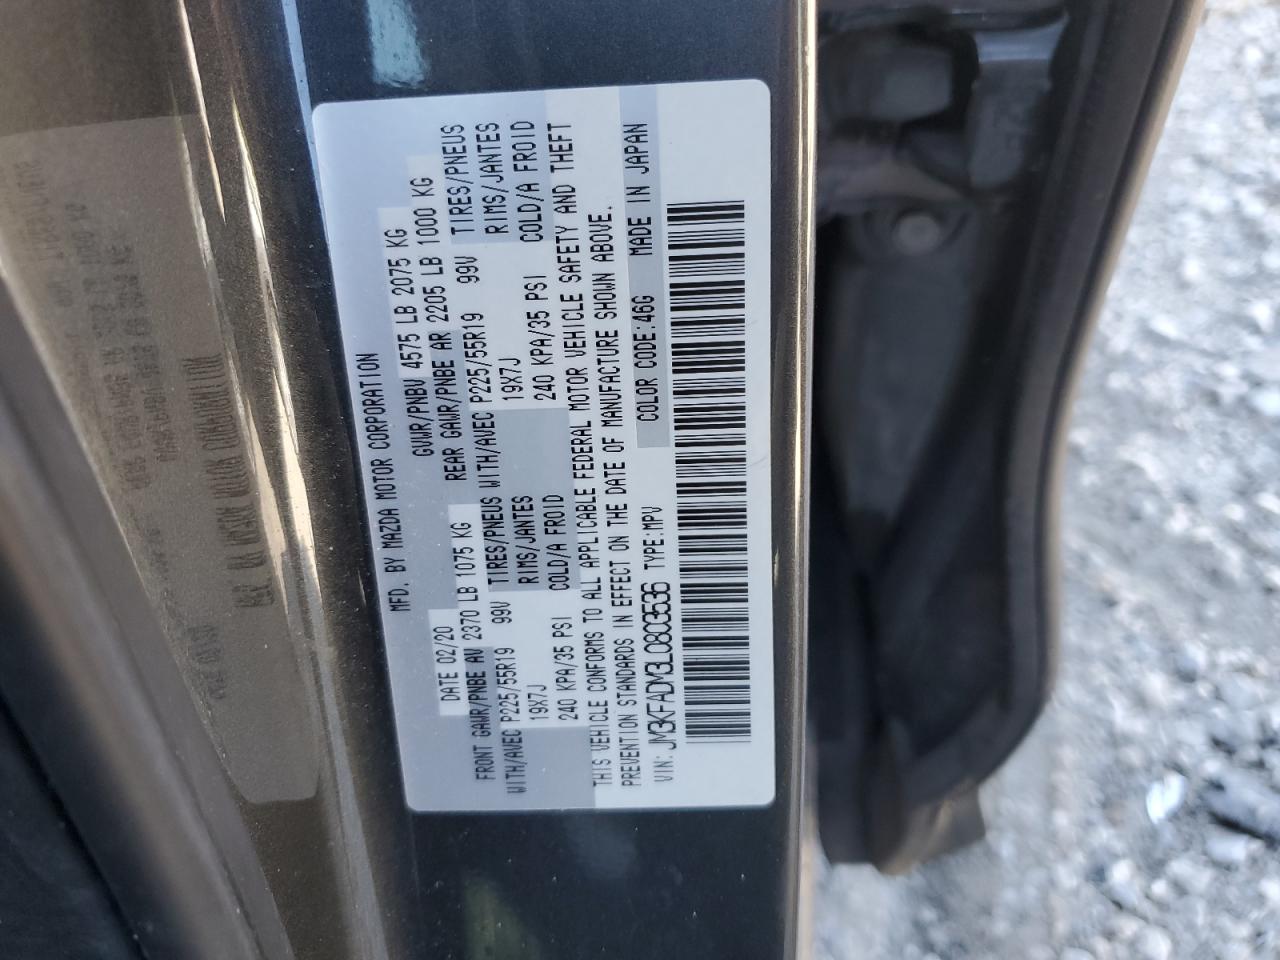 MFD. BY MAZDA MOTOR CORPORATION
DATE 02/20 GVWR/PNBV 4575 LB 2075 KG
FRONT GAWR/PNBE AV 2370 LB 1075 KG REAR GAWR/PNBE AR 2205 LB 1000 KG
WITH/AVEC P225/55R19 99V TIRES/PNEUS WITH/AVEC P225/55R19 99V TIRES/PNEUS
19X7J RIMS/JANTES 19X7J RIMS/JANTES
240 KPA/35 PSI COLD/A FROID 240 KPA/35 PSI COLD/A FROID
THIS VEHICLE CONFORMS TO ALL APPLICABLE FEDERAL MOTOR VEHICLE SAFETY AND THEFT
PREVENTION STANDARDS IN EFFECT ON THE DATE OF MANUFACTURE SHOWN ABOVE.
VIN: JM3KFADM3L0803536 TYPE:MPV COLOR CODE:46G MADE IN JAPAN